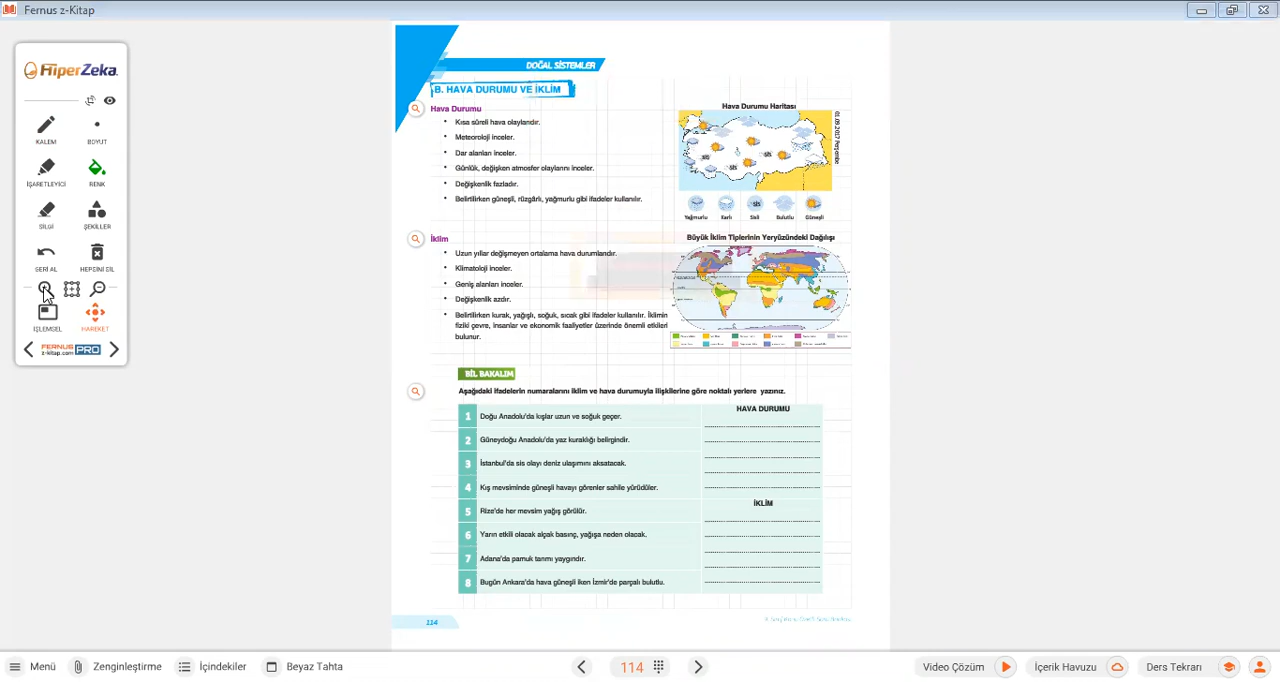 Fernus z-Kitap
HiperZeka
KALEM
BOYUT
İŞARETLEYİCİ
RENK
SİLGİ
ŞEKİLLER
GERİ AL
HEPSİNİ SİL
İŞLEMSEL
HAREKET
FERNUS
z-kitap.com PRO
DOĞAL SİSTEMLER
B. HAVA DURUMU VE İKLİM
Hava Durumu
• Kısa süreli hava olaylarıdır.
• Meteoroloji inceler.
• Dar alanları inceler.
• Günlük, değişken atmosfer olaylarını inceler.
• Değişkenlik fazladır.
• Belirtilirken güneşli, rüzgârlı, yağmurlu gibi ifadeler kullanılır.
Hava Durumu Haritası
01.09.2017 Perşembe
sis
sis
sis
sis
Yağmurlu
Karlı
Sisli
Bulutlu
Güneşli
İklim
• Uzun yıllar değişmeyen ortalama hava durumlarıdır.
• Klimatoloji inceler.
• Geniş alanları inceler.
• Değişkenlik azdır.
• Belirtilirken kurak, yağışlı, soğuk, sıcak gibi ifadeler kullanılır. İklimin
fiziki çevre, insanlar ve ekonomik faaliyetler üzerinde önemli etkileri
bulunur.
Büyük İklim Tiplerinin Yeryüzündeki Dağılışı
BİL BAKALIM
Aşağıdaki ifadelerin numaralarını iklim ve hava durumuyla ilişkilerine göre noktalı yerlere yazınız.
1 Doğu Anadolu'da kışlar uzun ve soğuk geçer.
2 Güneydoğu Anadolu'da yaz kuraklığı belirgindir.
3 İstanbul'da sis olayı deniz ulaşımını aksatacak.
4 Kış mevsiminde güneşli havayı görenler sahile yürüdüler.
5 Rize'de her mevsim yağış görülür.
6 Yarın etkili olacak alçak basınç, yağışa neden olacak.
7 Adana'da pamuk tarımı yaygındır.
8 Bugün Ankara'da hava güneşli iken İzmir'de parçalı bulutlu.
HAVA DURUMU
İKLİM
114
Menü
Zenginleştirme
İçindekiler
Beyaz Tahta
114
Video Çözüm
İçerik Havuzu
Ders Tekrarı